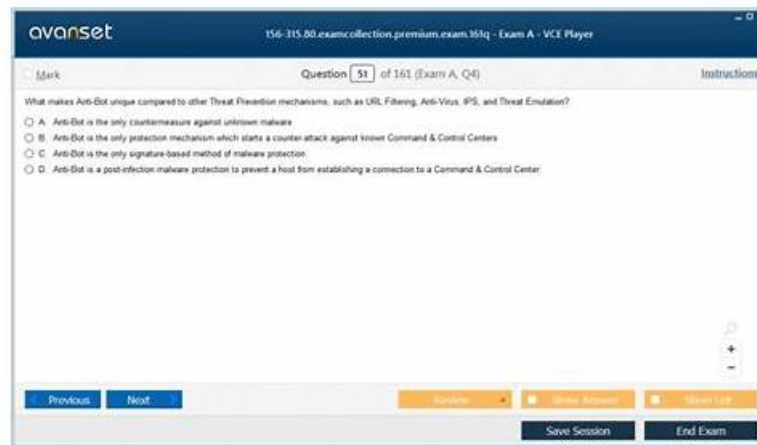 avanset
156-315.80.examcollection.premium.exam.161q - Exam A - VCE Player
Mark
Question 51 of 161 (Exam A, Q4)
Instructions
What makes Anti-Bot unique compared to other Threat Prevention mechanisms, such as URL Filtering, Anti-Virus, IPS, and Threat Emulation?
A. Anti-Bot is the only countermeasure against unknown malware
B. Anti-Bot is the only protection mechanism which starts a counter-attack against known Command & Control Centers
C. Anti-Bot is the only signature-based method of malware protection
D. Anti-Bot is a post-infection malware protection to prevent a host from establishing a connection to a Command & Control Center
Previous
Next
Review
Show Answer
Show List
Save Session
End Exam